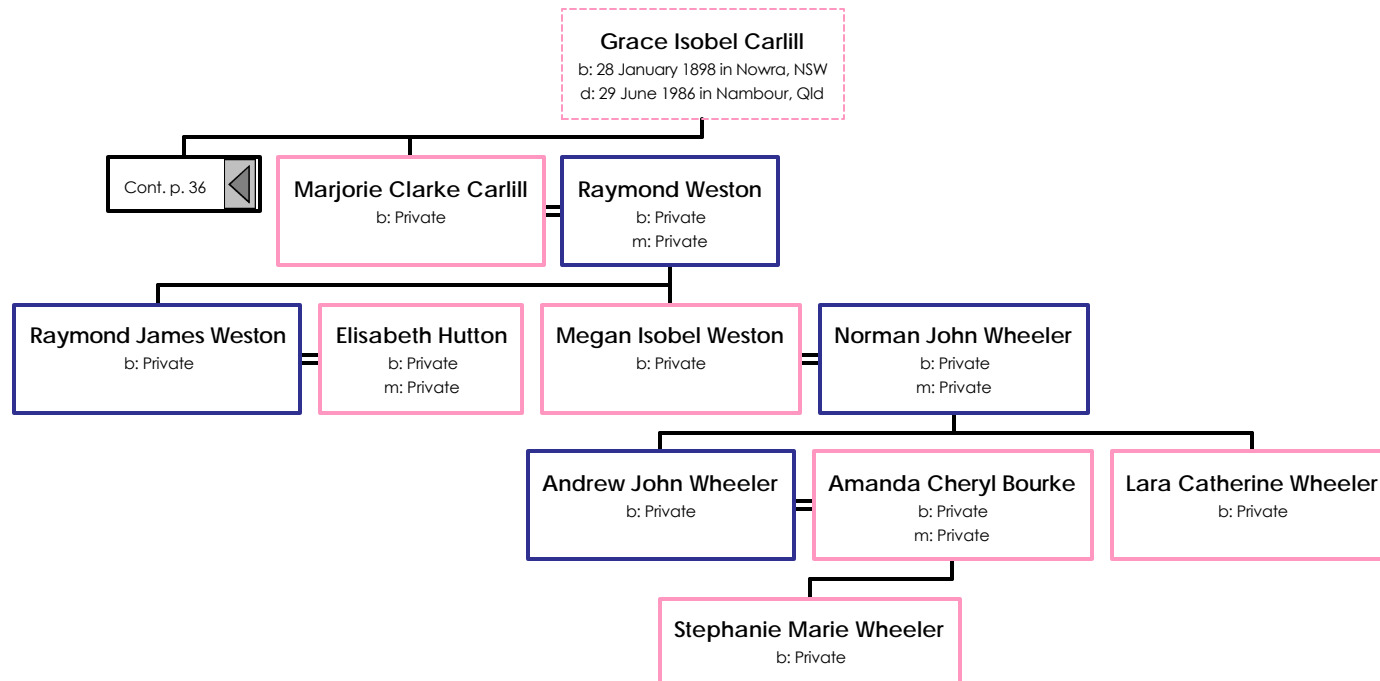 Grace Isobel Carlill
b: 28 January 1898 in Nowra, NSW
d: 29 June 1986 in Nambour, Qld
Cont. p. 36
Marjorie Clarke Carlill
b: Private
Raymond Weston
b: Private
m: Private
Raymond James Weston
b: Private
Elisabeth Hutton
b: Private
m: Private
Megan Isobel Weston
b: Private
Norman John Wheeler
b: Private
m: Private
Andrew John Wheeler
b: Private
Amanda Cheryl Bourke
b: Private
m: Private
Lara Catherine Wheeler
b: Private
Stephanie Marie Wheeler
b: Private